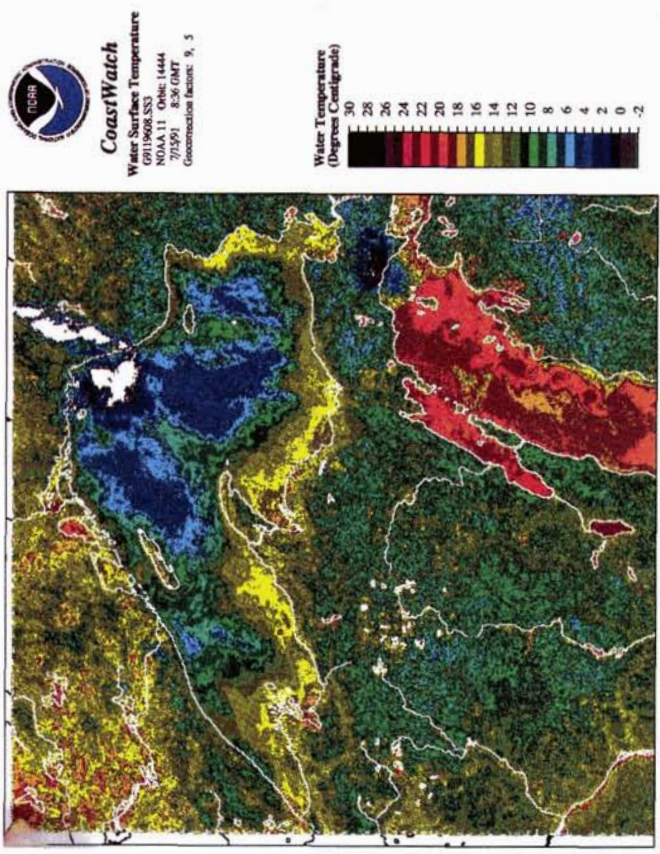 NOAA
CoastWatch
Water Surface Temperature
G9119608.SS3
NOAA 11 Orbit: 14444
7/15/91 8:36 GMT
Geocorrection factors: 9, 5
Water Temperature
(Degrees Centigrade)
30
28
26
24
22
20
18
16
14
12
10
8
6
4
2
0
-2